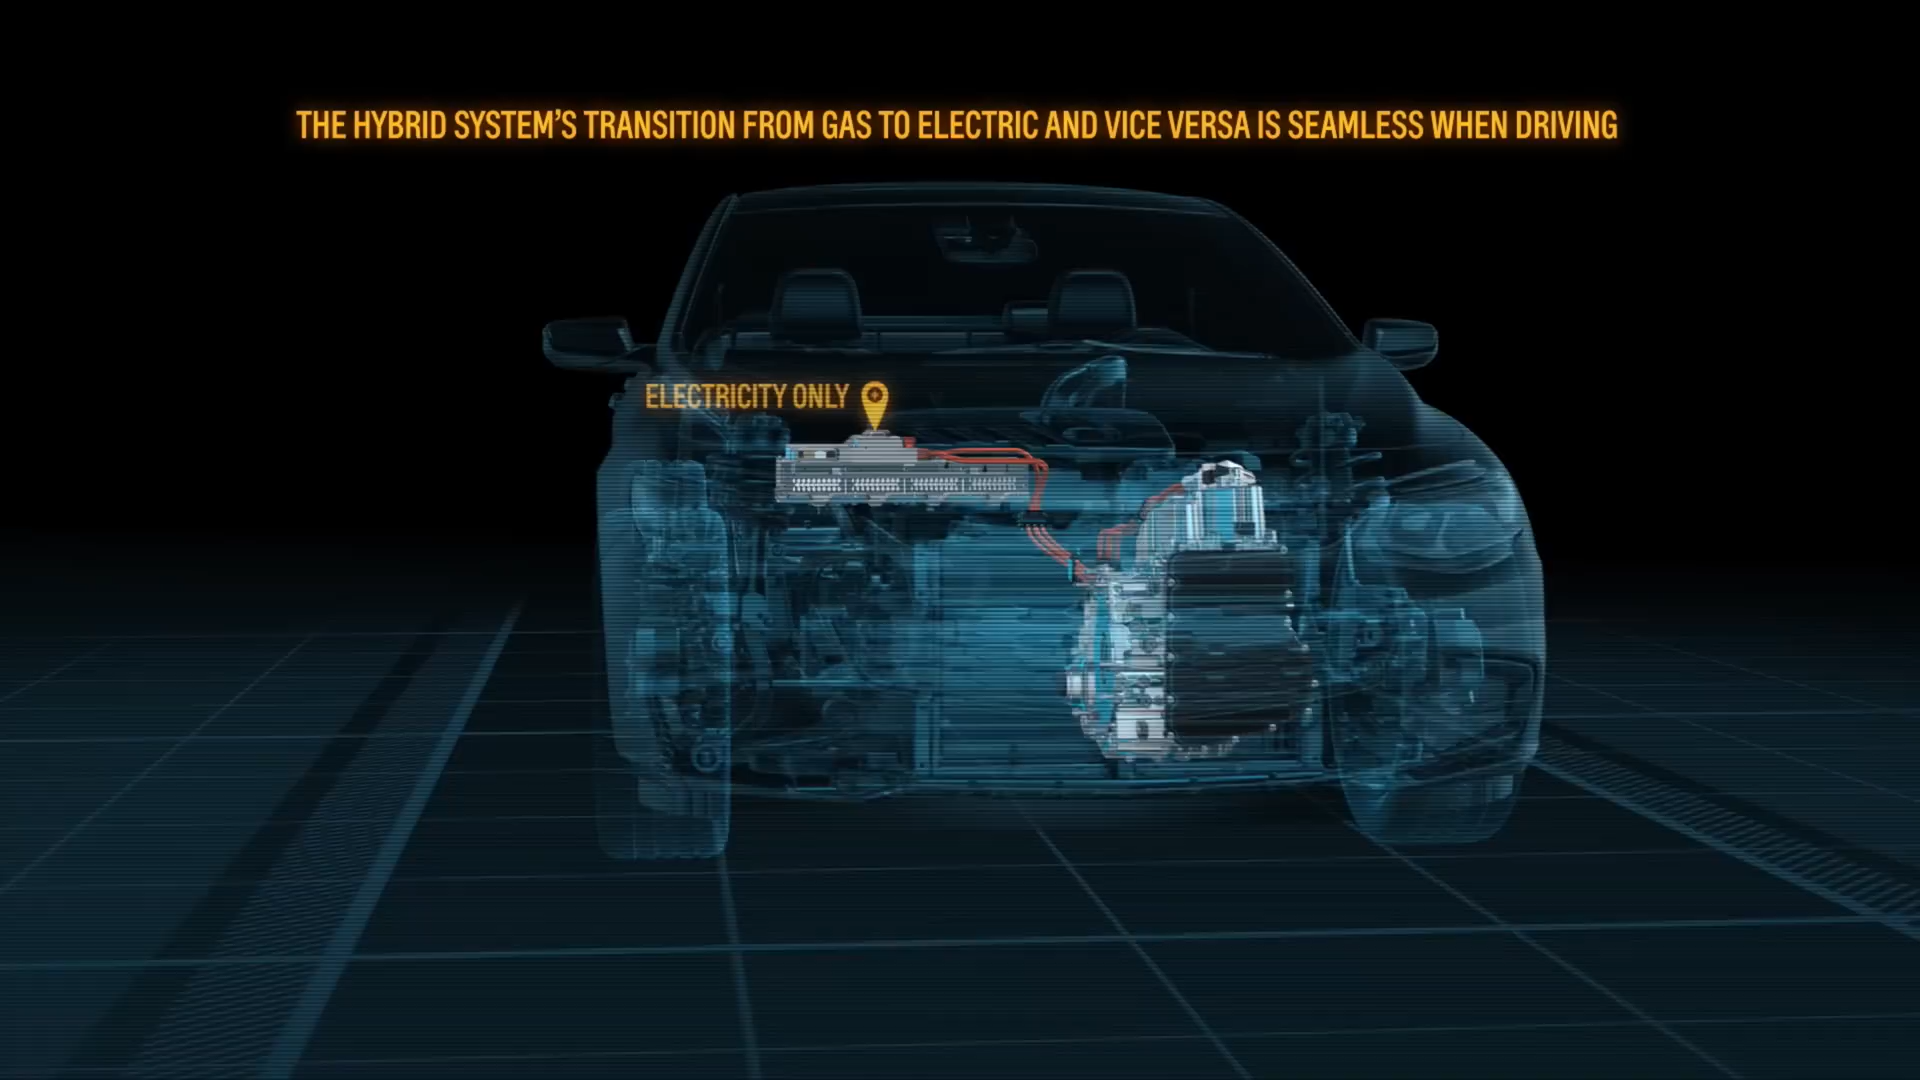 THE HYBRID SYSTEM'S TRANSITION FROM GAS TO ELECTRIC AND VICE VERSA IS SEAMLESS WHEN DRIVING
ELECTRICITY ONLY